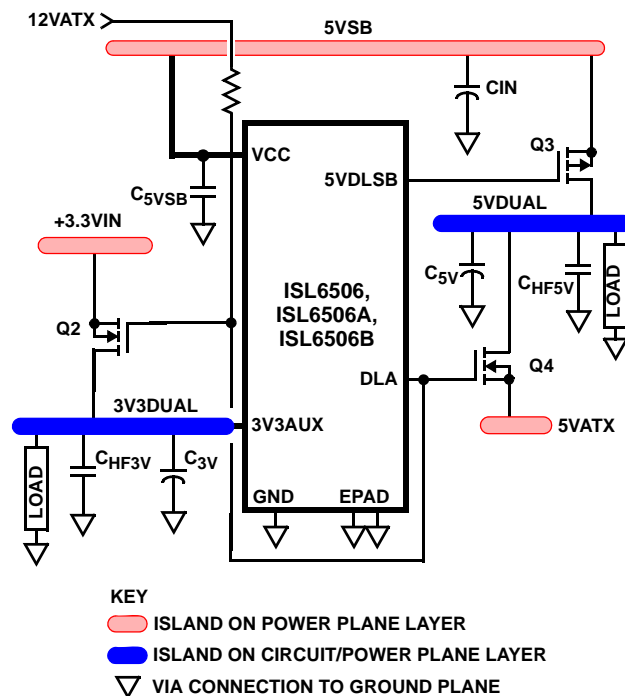 12VATX
5VSB
CIN
Q3
VCC
5VDLSB
C5VSB
5VDUAL
+3.3VIN
C5V
CHF5V
LOAD
ISL6506,
ISL6506A,
ISL6506B
Q2
Q4
DLA
3V3DUAL
3V3AUX
5VATX
CHF3V
C3V
LOAD
GND
EPAD
KEY
ISLAND ON POWER PLANE LAYER
ISLAND ON CIRCUIT/POWER PLANE LAYER
VIA CONNECTION TO GROUND PLANE